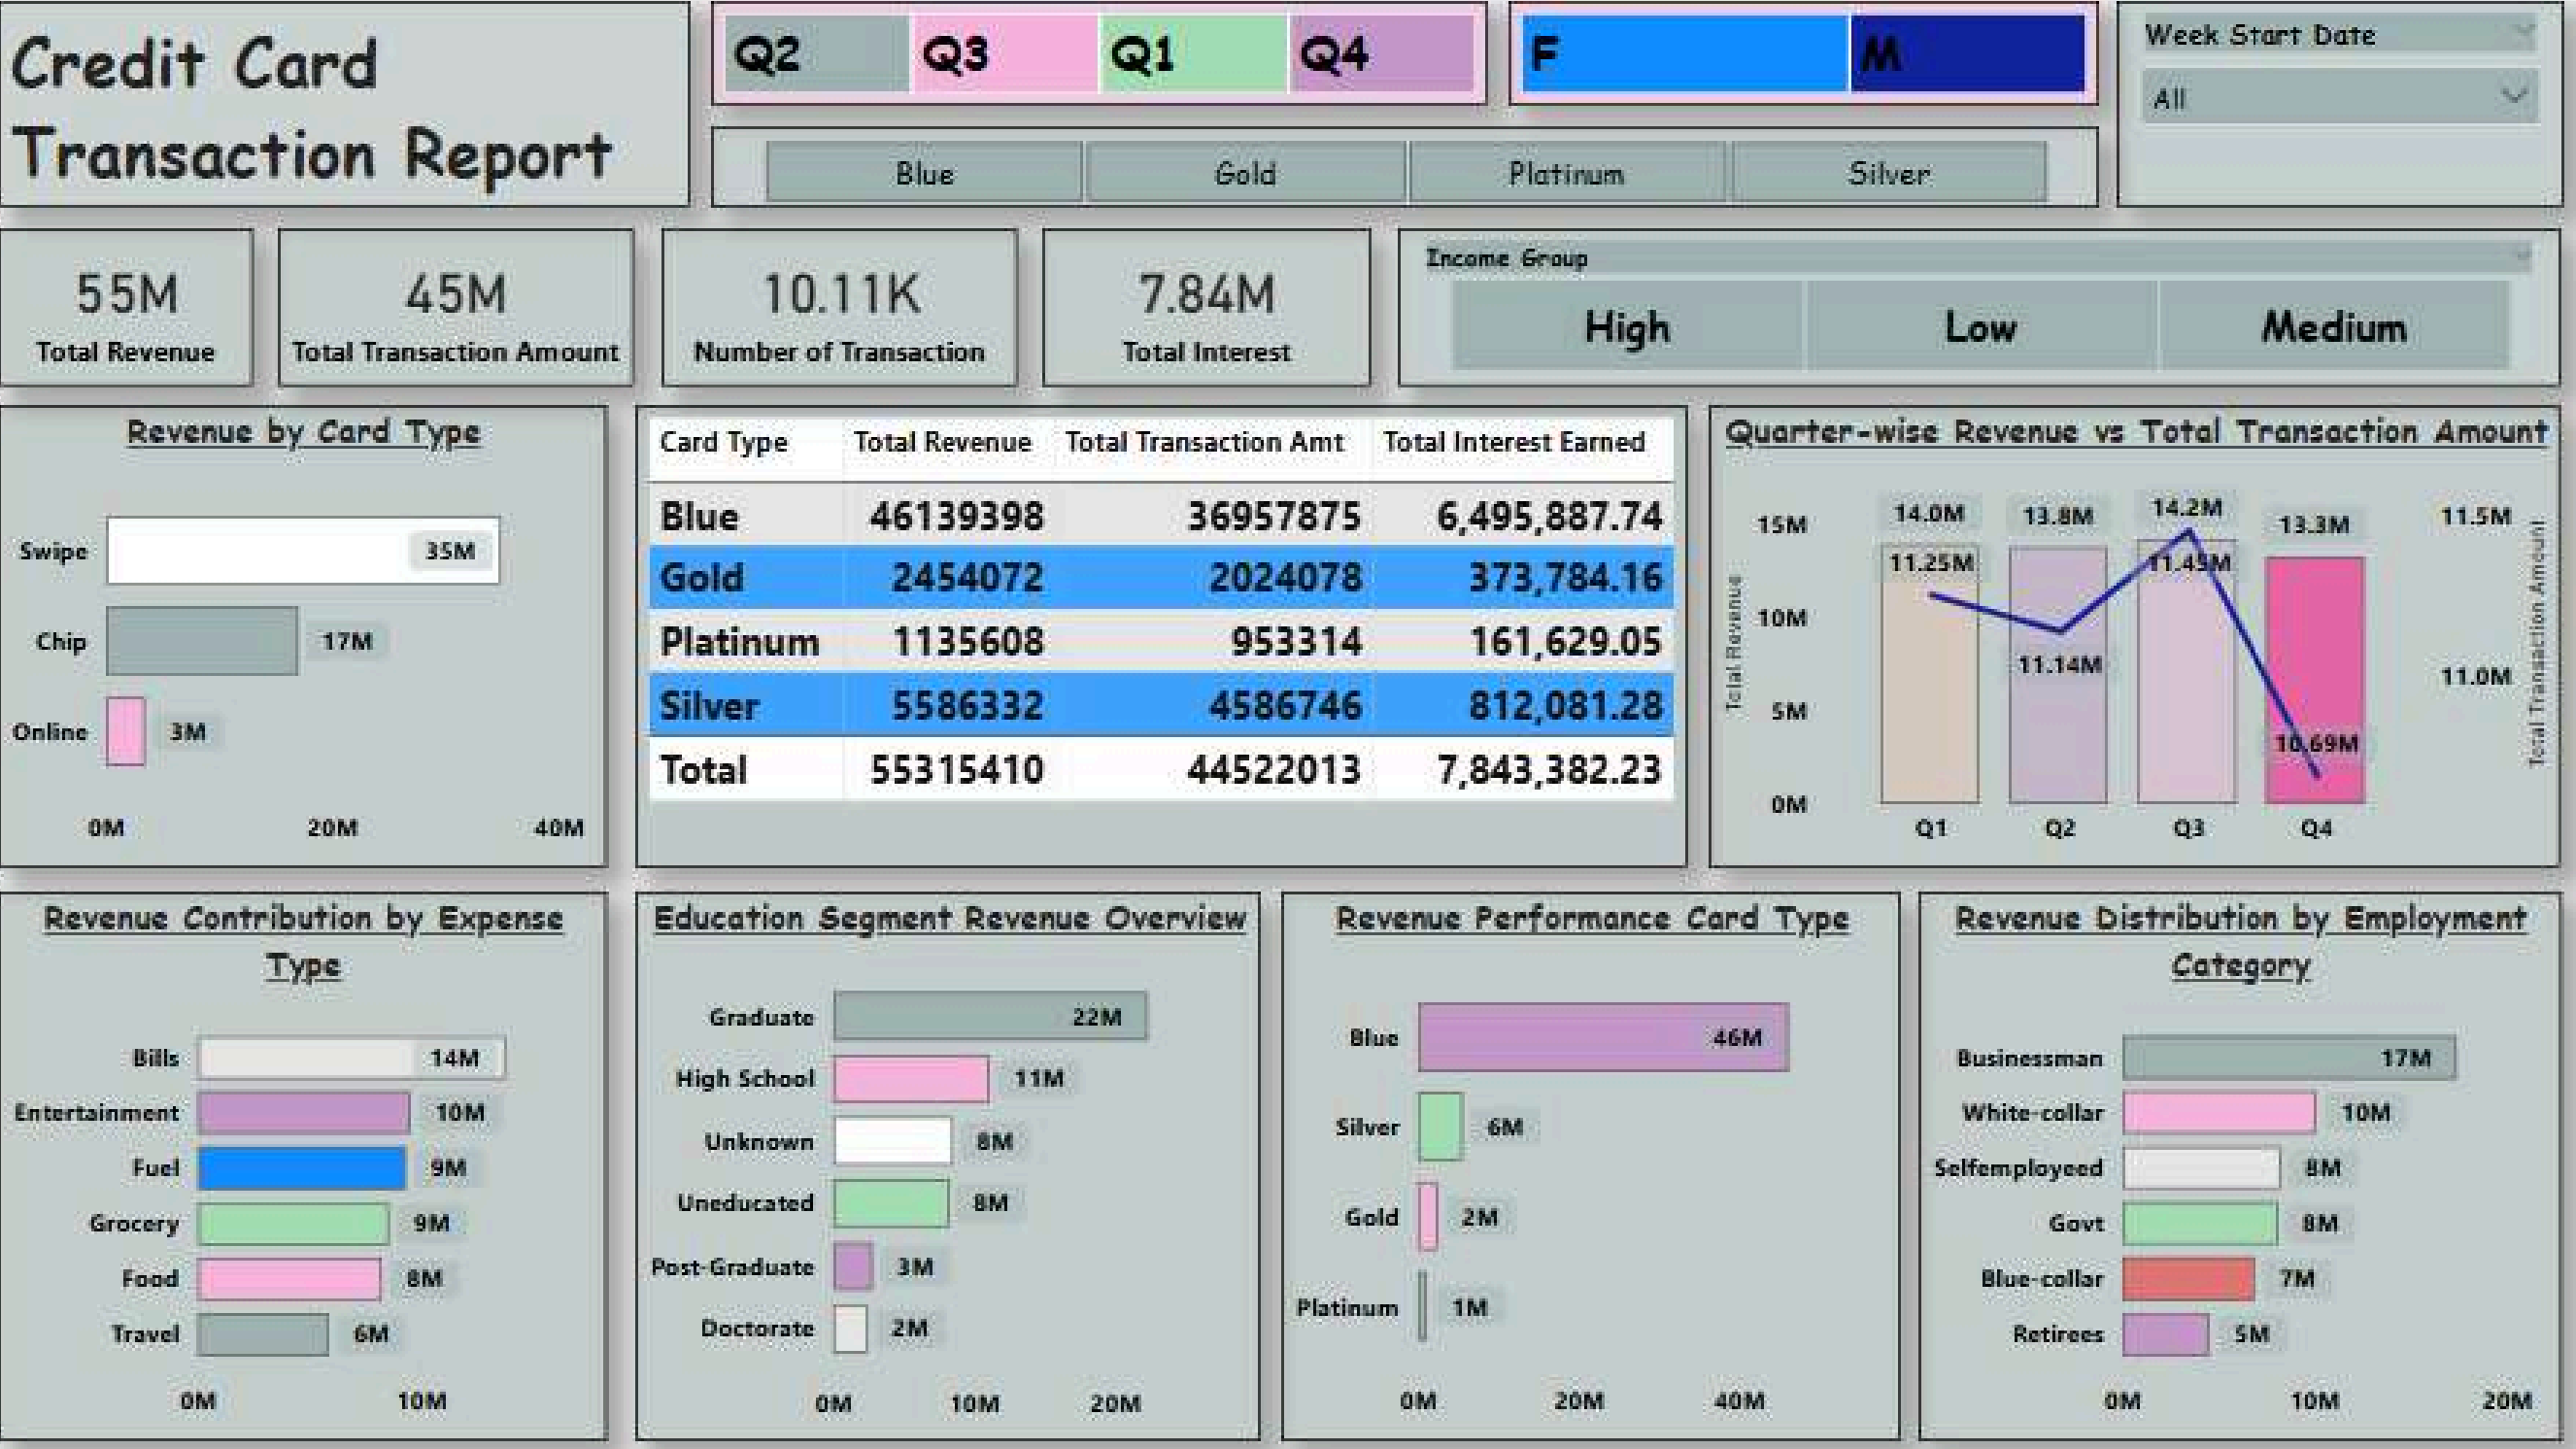 Credit Card
Transaction Report
Q2 Q3 Q1 Q4
F M
Week Start Date
All
Blue Gold Platinum Silver
55M
Total Revenue
45M
Total Transaction Amount
10.11K
Number of Transaction
7.84M
Total Interest
Income Group
High Low Medium
Revenue by Card Type
Swipe 35M
Chip 17M
Online 3M
0M 20M 40M
Card Type Total Revenue Total Transaction Amt Total Interest Earned
Blue 46139398 36957875 6,495,887.74
Gold 2454072 2024078 373,784.16
Platinum 1135608 953314 161,629.05
Silver 5586332 4586746 812,081.28
Total 55315410 44522013 7,843,382.23
Quarter-wise Revenue vs Total Transaction Amount
Total Revenue
15M
10M
5M
0M
14.0M 13.8M 14.2M 13.3M
11.25M 11.14M 11.45M 10.69M
11.5M
11.0M
Total Transaction Amount
Q1 Q2 Q3 Q4
Revenue Contribution by Expense
Type
Bills 14M
Entertainment 10M
Fuel 9M
Grocery 9M
Food 8M
Travel 6M
0M 10M
Education Segment Revenue Overview
Graduate 22M
High School 11M
Unknown 8M
Uneducated 8M
Post-Graduate 3M
Doctorate 2M
0M 10M 20M
Revenue Performance Card Type
Blue 46M
Silver 6M
Gold 2M
Platinum 1M
0M 20M 40M
Revenue Distribution by Employment
Category
Businessman 17M
White-collar 10M
Selfemployeed 8M
Govt 8M
Blue-collar 7M
Retirees 5M
0M 10M 20M